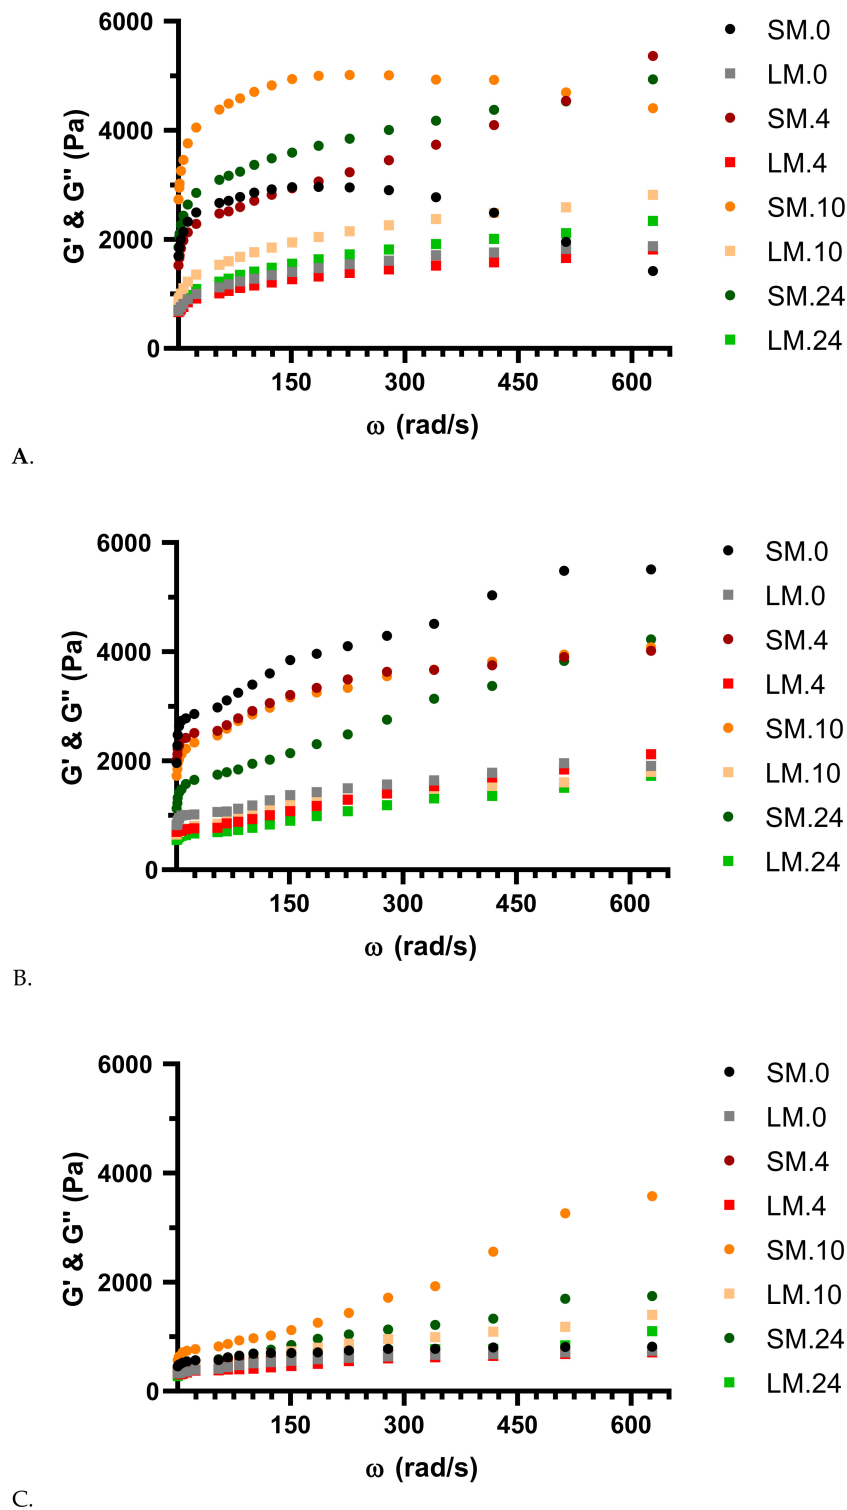 6000
4000
2000
0
G' & G'' (Pa)
150 300 450 600
ω (rad/s)
SM.0
LM.0
SM.4
LM.4
SM.10
LM.10
SM.24
LM.24
A.
6000
4000
2000
0
G' & G'' (Pa)
150 300 450 600
ω (rad/s)
SM.0
LM.0
SM.4
LM.4
SM.10
LM.10
SM.24
LM.24
B.
6000
4000
2000
0
G' & G'' (Pa)
150 300 450 600
ω (rad/s)
SM.0
LM.0
SM.4
LM.4
SM.10
LM.10
SM.24
LM.24
C.